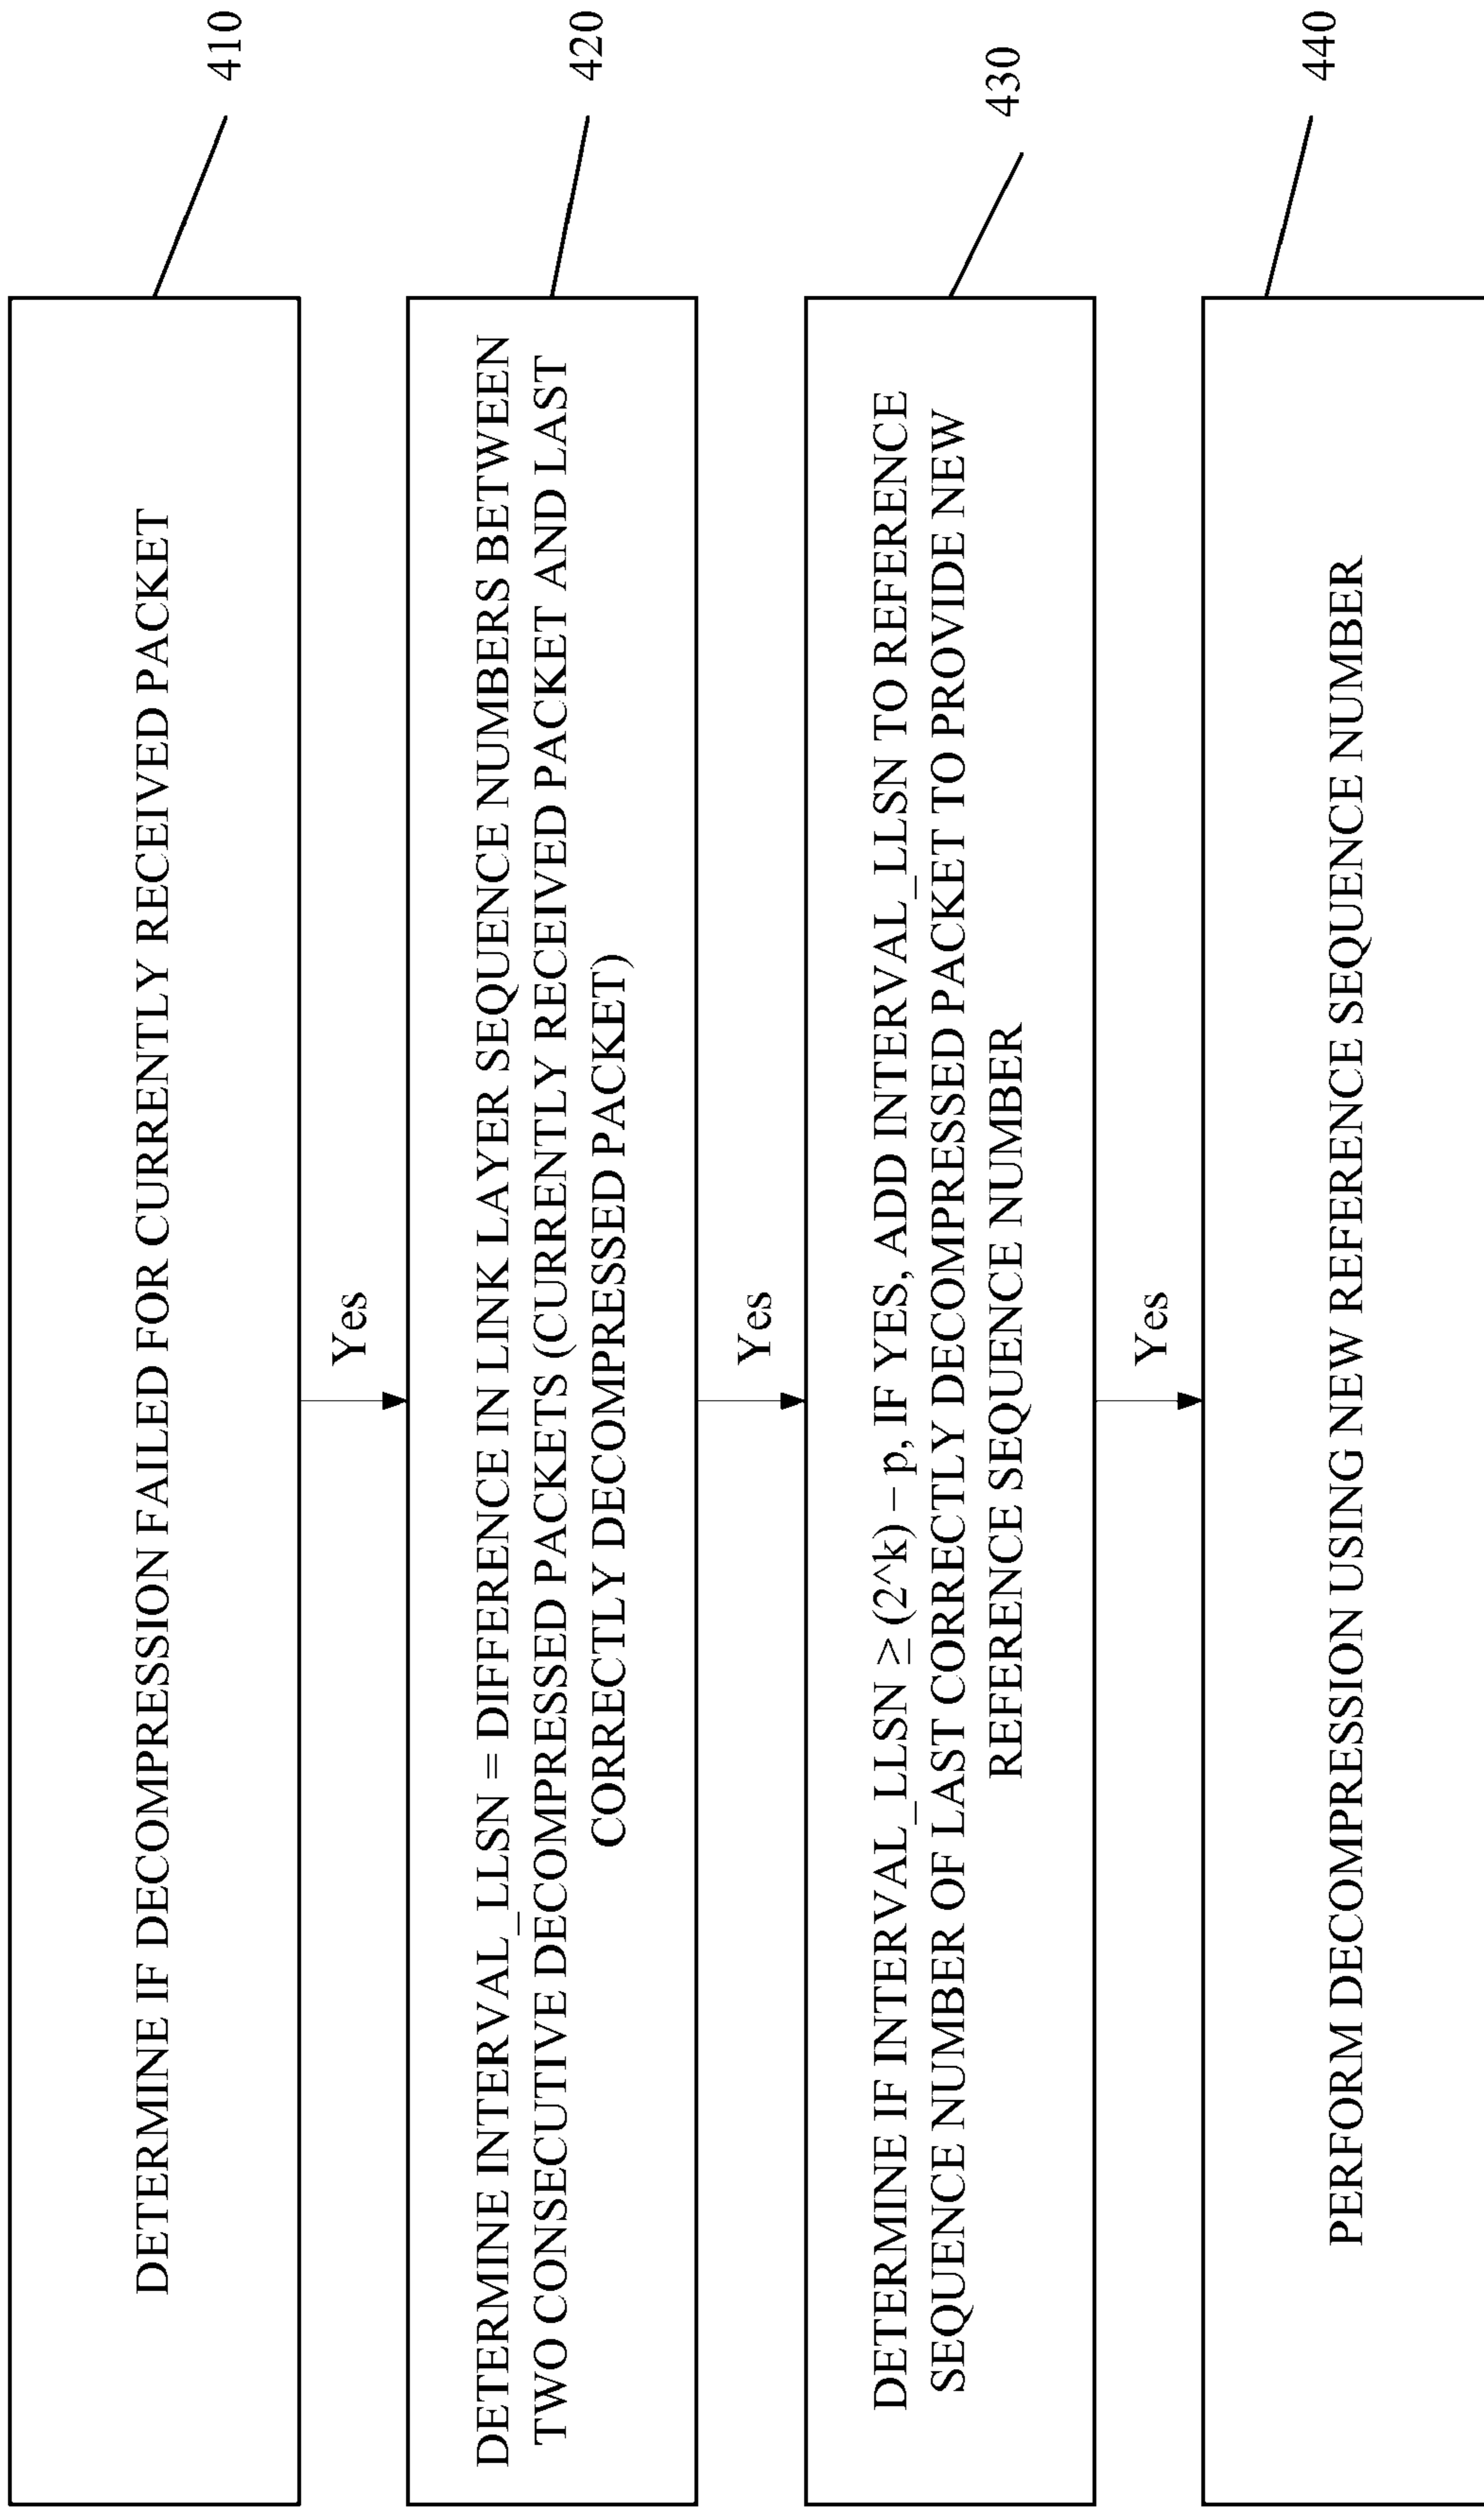 DETERMINE IF DECOMPRESSION FAILED FOR CURRENTLY RECEIVED PACKET
410
Yes
DETERMINE INTERVAL_LLSN = DIFFERENCE IN LINK LAYER SEQUENCE NUMBERS BETWEEN
TWO CONSECUTIVE DECOMPRESSED PACKETS (CURRENTLY RECEIVED PACKET AND LAST
CORRECTLY DECOMPRESSED PACKET)
420
Yes
DETERMINE IF INTERVAL_LLSN ≥ (2^k) – p, IF YES, ADD INTERVAL_LLSN TO REFERENCE
SEQUENCE NUMBER OF LAST CORRECTLY DECOMPRESSED PACKET TO PROVIDE NEW
REFERENCE SEQUENCE NUMBER
430
Yes
PERFORM DECOMPRESSION USING NEW REFERENCE SEQUENCE NUMBER
440